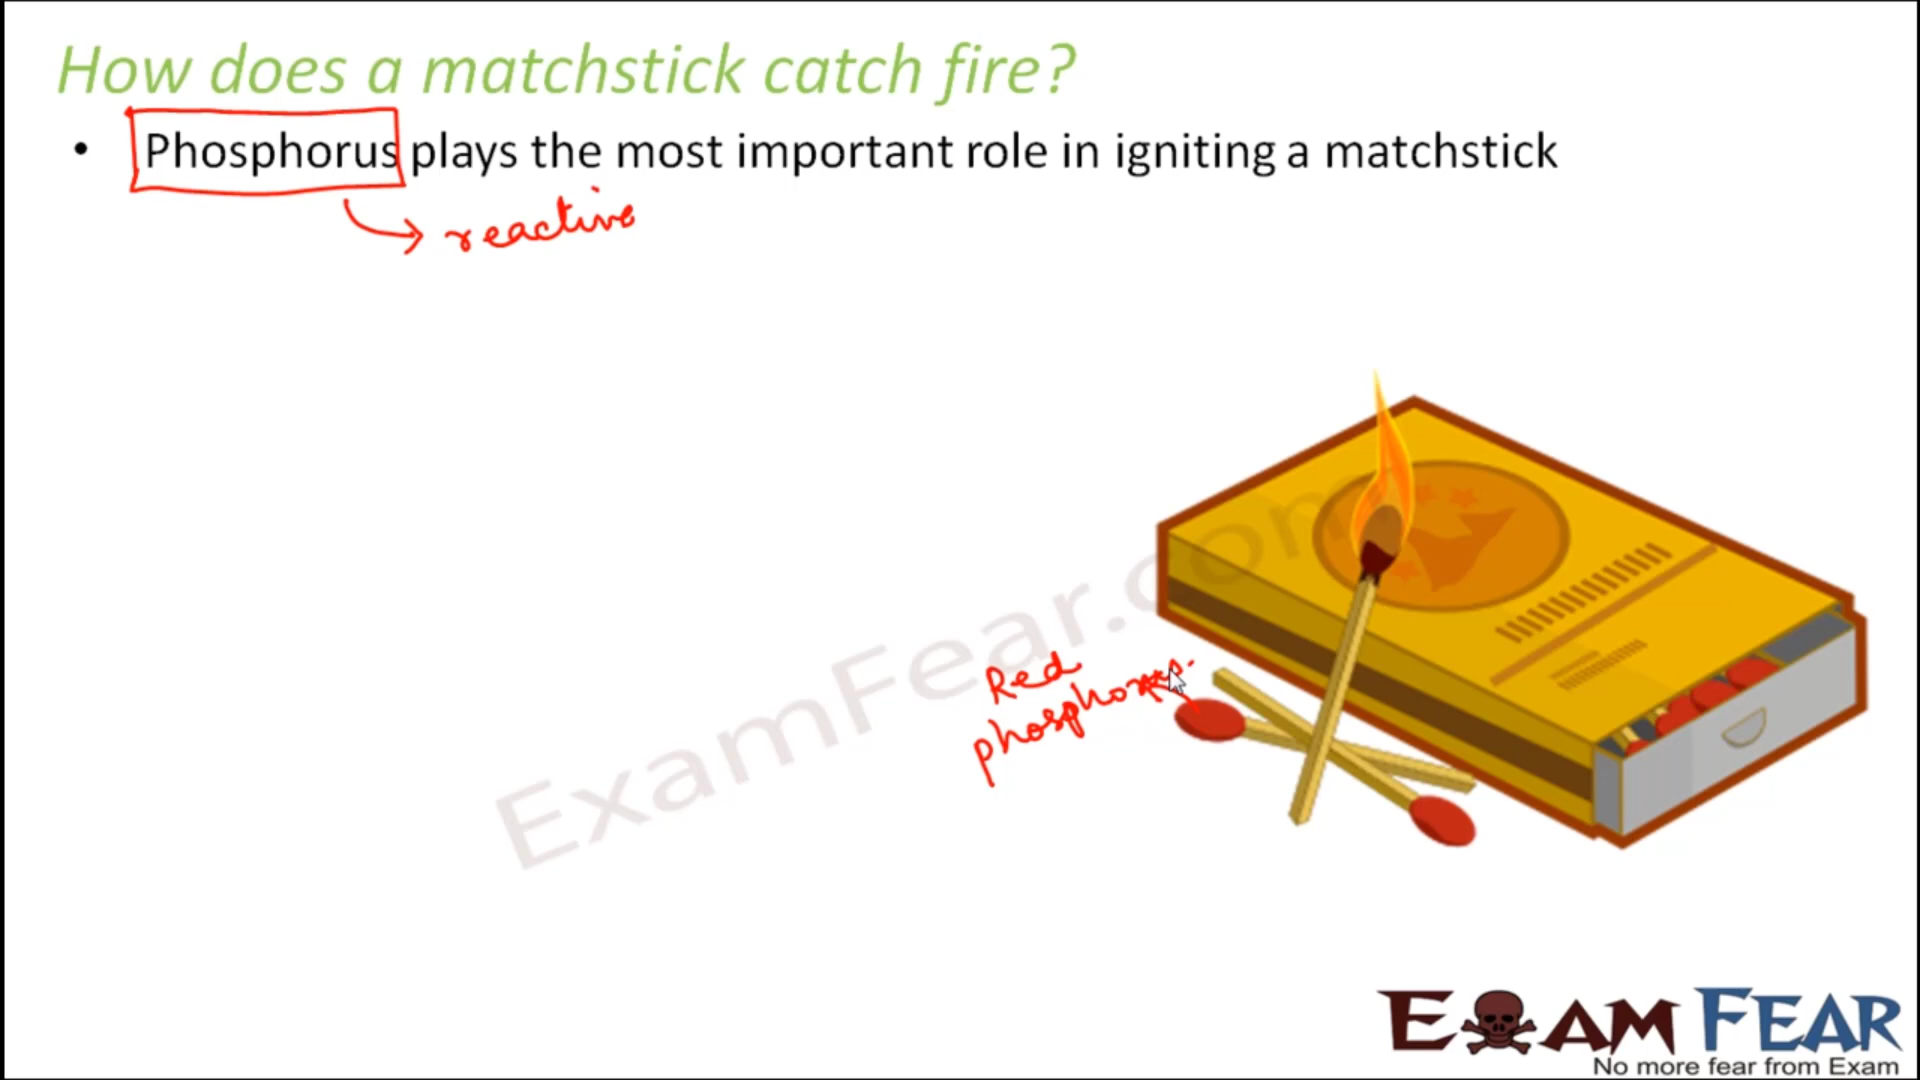 How does a matchstick catch fire?
• Phosphorus plays the most important role in igniting a matchstick
reactive
ExamFear.com
Red
EXAM FEAR
No more fear from Exam